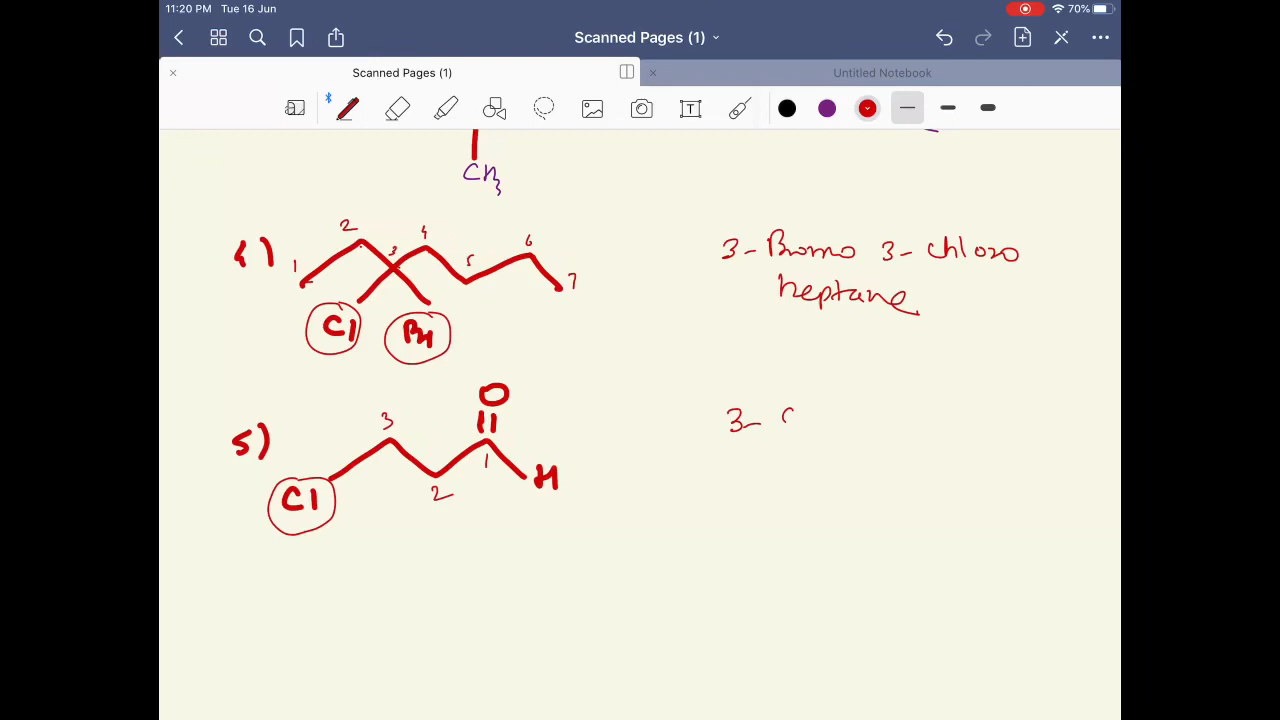 11:20 PM Tue 16 Jun
70%
Scanned Pages (1)
Scanned Pages (1)
Untitled Notebook
T
CH3
4)
1 2 3 4 5 6 7
Cl Br
3-Bromo 3-chloro
heptane
5)
O
3
1
2
Cl
H
3-